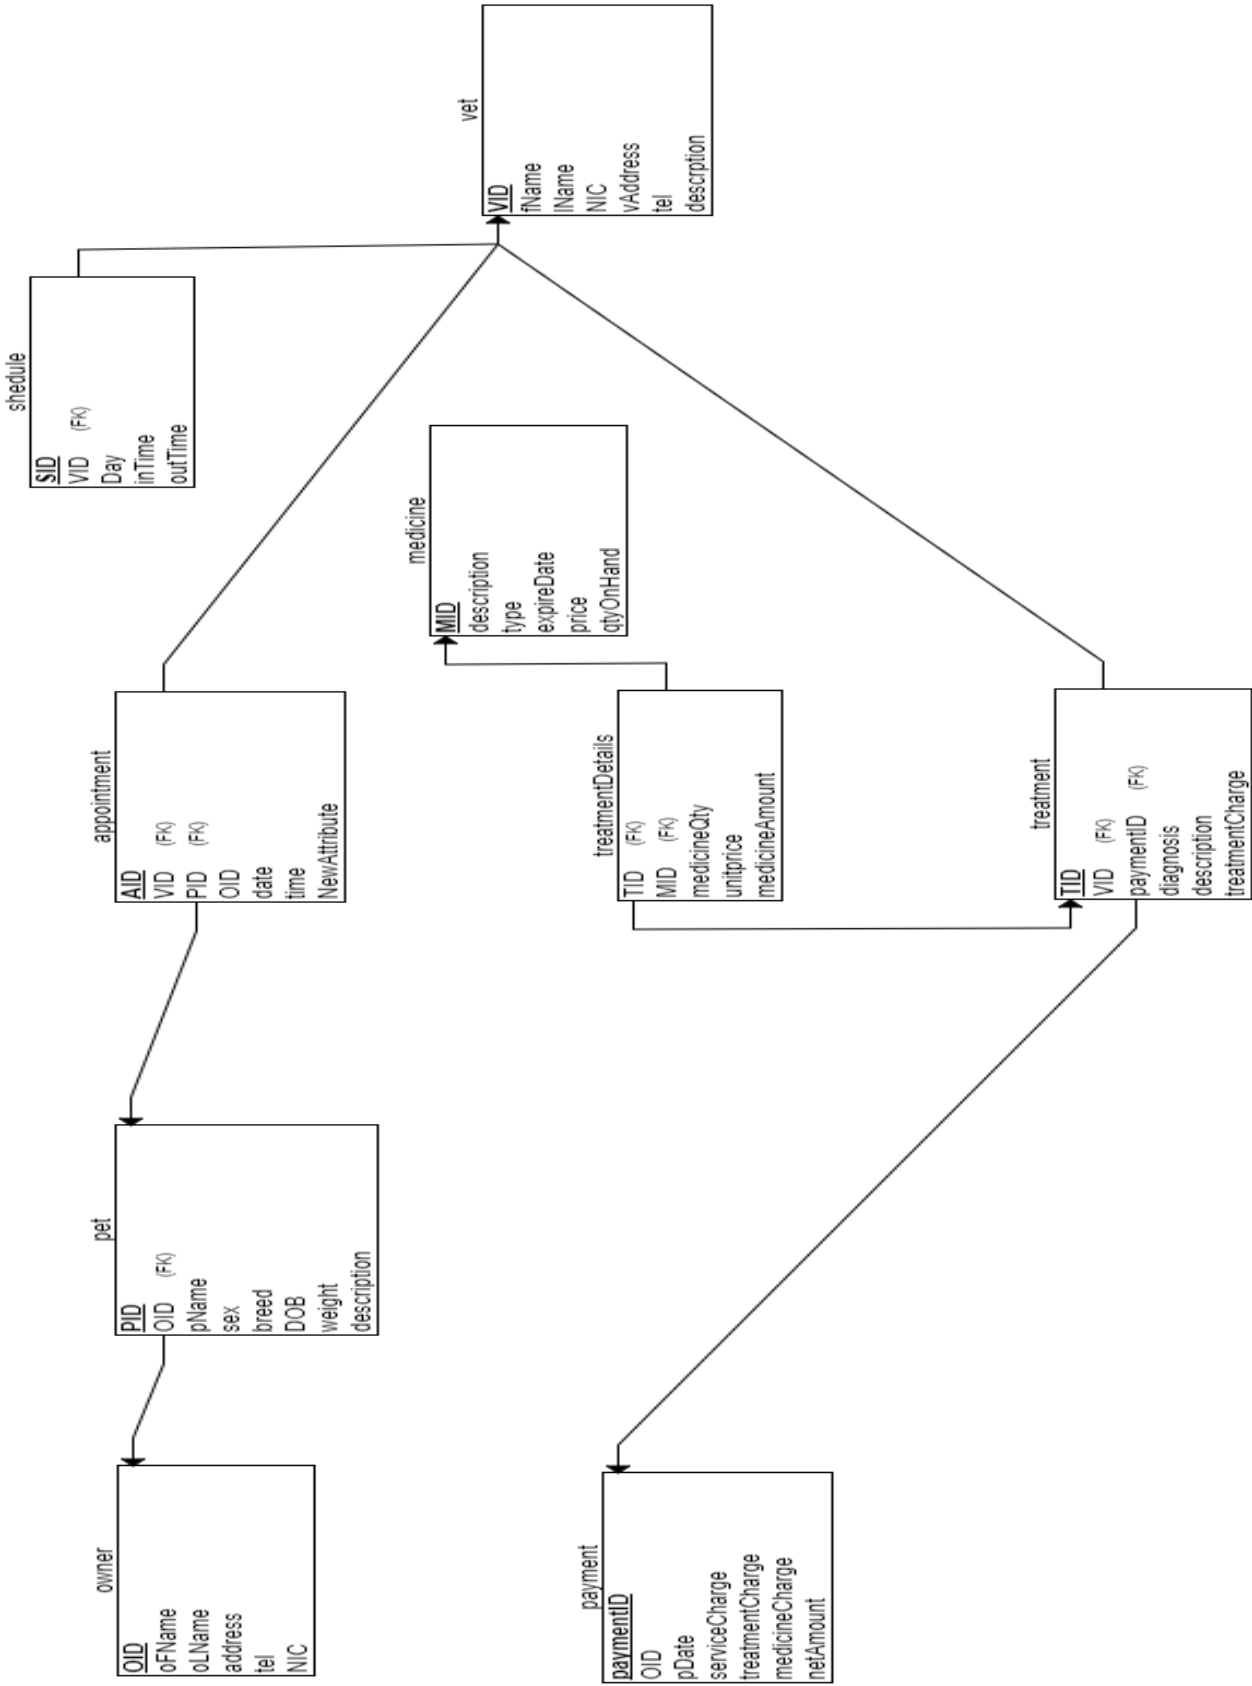 owner
OID
oFName
oLName
address
tel
NIC
pet
PID
OID (FK)
pName
sex
breed
DOB
weight
description
appointment
AID
VID (FK)
PID (FK)
OID
date
time
NewAttribute
shedule
SID
VID (FK)
Day
inTime
outTime
medicine
MID
description
type
expireDate
price
qtyOnHand
vet
VID
fName
lName
NIC
vAddress
tel
descrption
payment
paymentID
OID
pDate
serviceCharge
treatmentCharge
medicineCharge
netAmount
treatmentDetails
TID (FK)
MID (FK)
medicineQty
unitprice
medicineAmount
treatment
TID
VID (FK)
paymentID (FK)
diagnosis
description
treatmentCharge